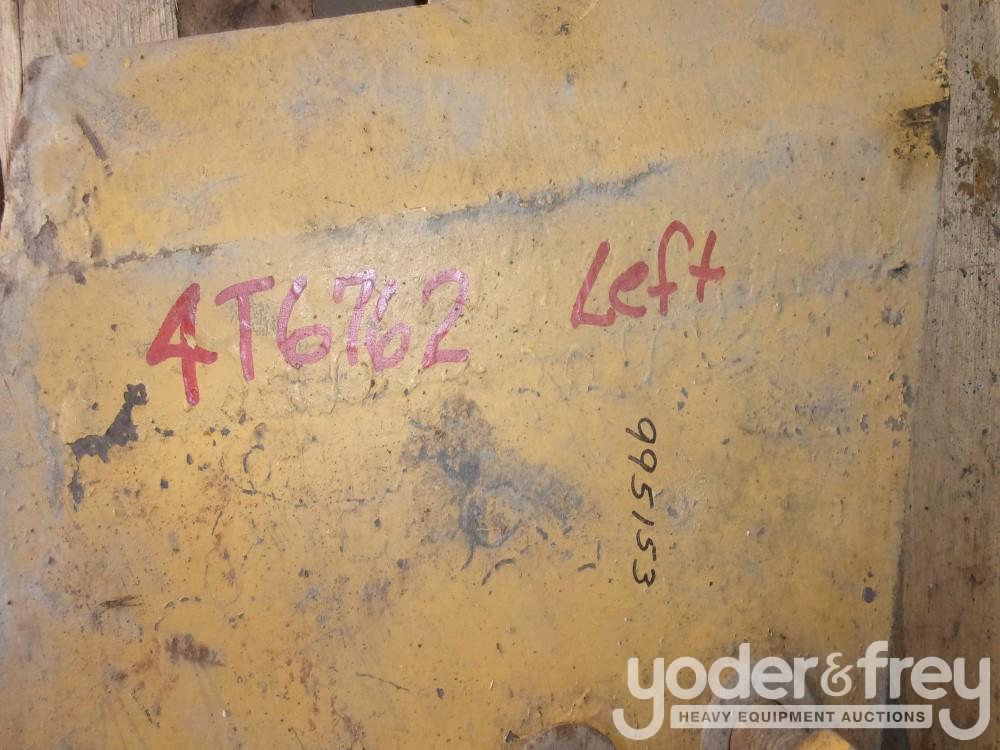 4T6762 Left
995153
yoder&frey
HEAVY EQUIPMENT AUCTIONS